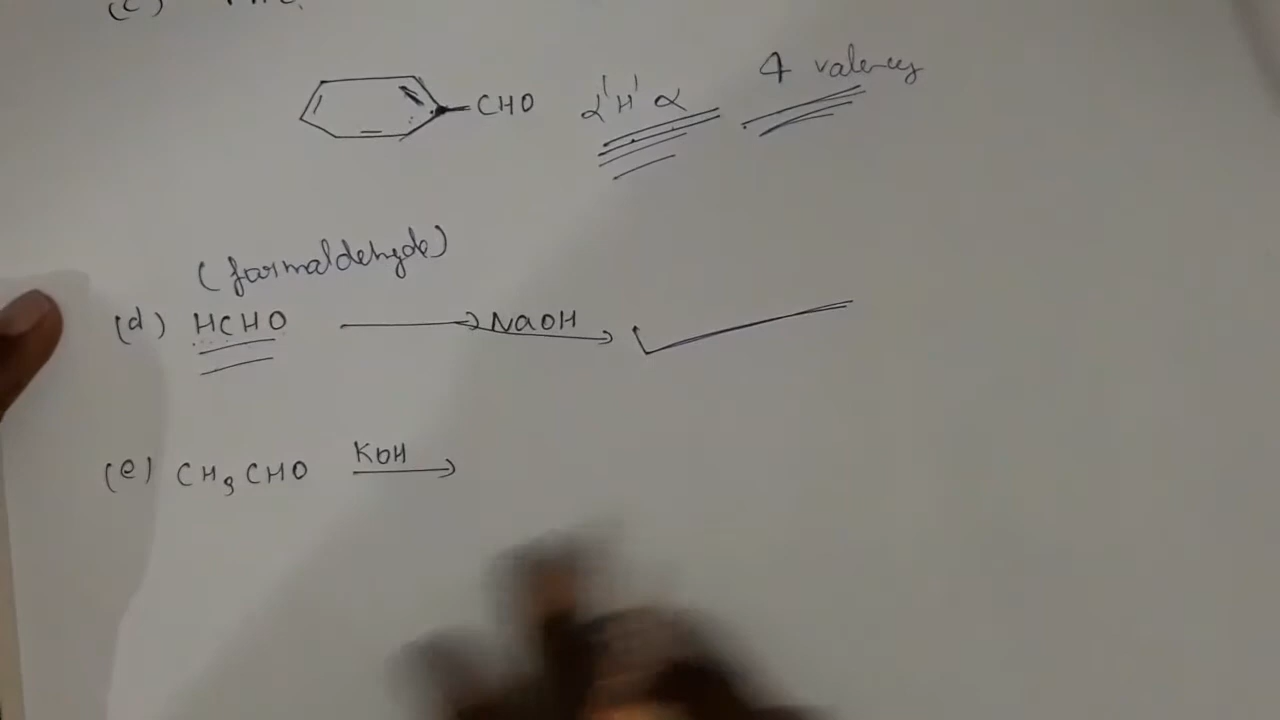 (c)
CHO α'H'α 4 valency
(formaldehyde)
(d) HCHO → NaOH →
(e) CH3CHO KOH →